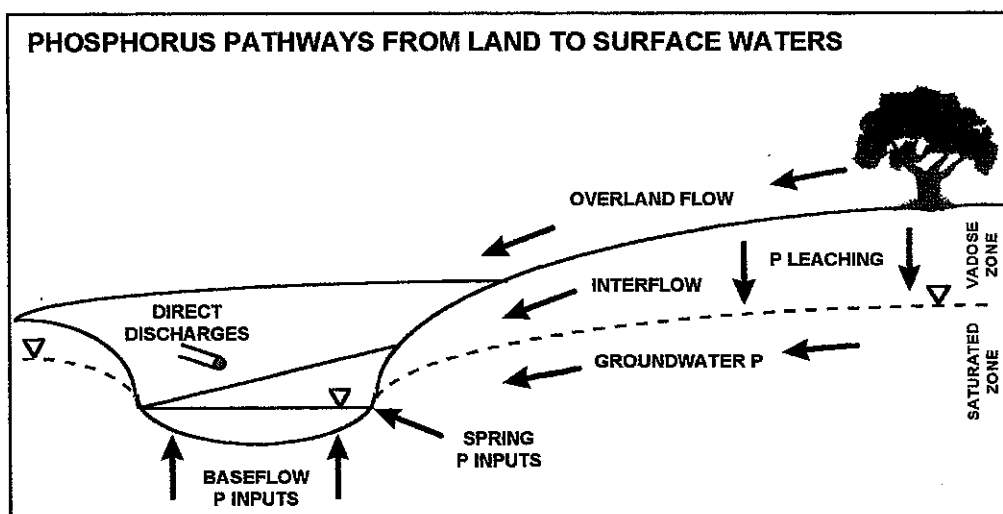 PHOSPHORUS PATHWAYS FROM LAND TO SURFACE WATERS
OVERLAND FLOW
P LEACHING
VADOSE
ZONE
INTERFLOW
DIRECT
DISCHARGES
GROUNDWATER P
SATURATED
ZONE
SPRING
P INPUTS
BASEFLOW
P INPUTS